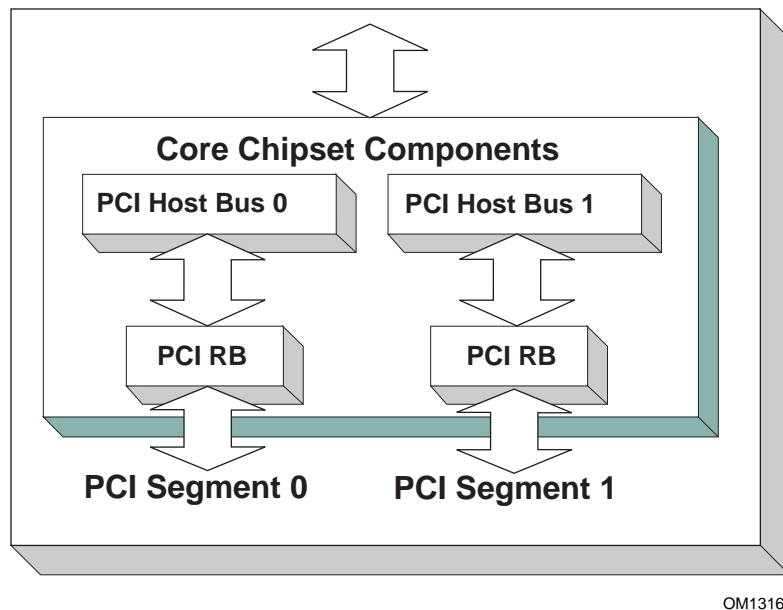 Core Chipset Components
PCI Host Bus 0
PCI Host Bus 1
PCI RB
PCI RB
PCI Segment 0
PCI Segment 1
OM1316